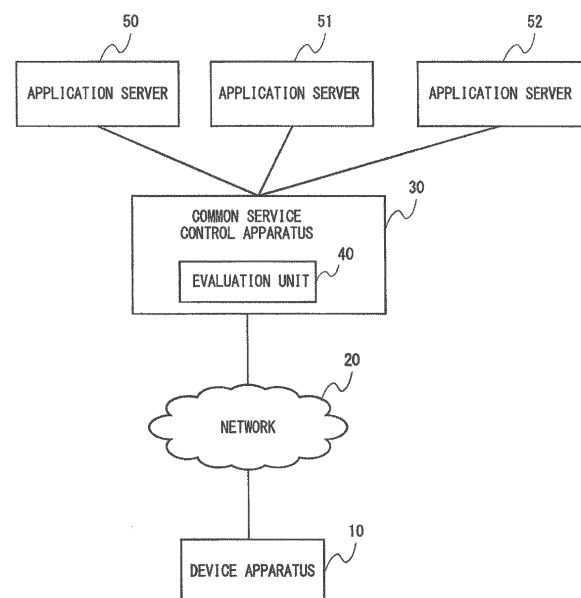 50
51
52
APPLICATION SERVER
APPLICATION SERVER
APPLICATION SERVER
30
COMMON SERVICE
CONTROL APPARATUS
40
EVALUATION UNIT
20
NETWORK
10
DEVICE APPARATUS